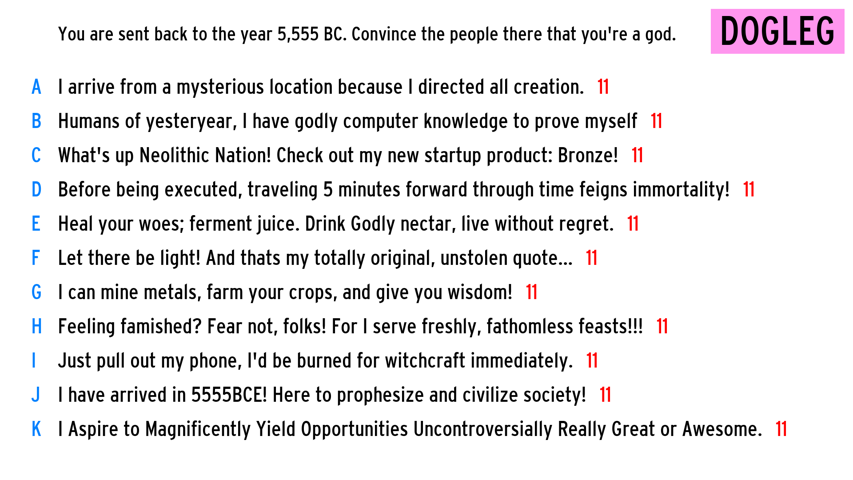 You are sent back to the year 5,555 BC. Convince the people there that you're a god.
DOGLEG
A I arrive from a mysterious location because I directed all creation. 11
B Humans of yesteryear, I have godly computer knowledge to prove myself 11
C What's up Neolithic Nation! Check out my new startup product: Bronze! 11
D Before being executed, traveling 5 minutes forward through time feigns immortality! 11
E Heal your woes; ferment juice. Drink Godly nectar, live without regret. 11
F Let there be light! And thats my totally original, unstolen quote... 11
G I can mine metals, farm your crops, and give you wisdom! 11
H Feeling famished? Fear not, folks! For I serve freshly, fathomless feasts!!! 11
I Just pull out my phone, I'd be burned for witchcraft immediately. 11
J I have arrived in 5555BCE! Here to prophesize and civilize society! 11
K I Aspire to Magnificently Yield Opportunities Uncontroversially Really Great or Awesome. 11